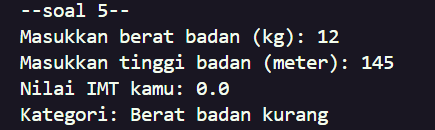 --soal 5--
Masukkan berat badan (kg): 12
Masukkan tinggi badan (meter): 145
Nilai IMT kamu: 0.0
Kategori: Berat badan kurang